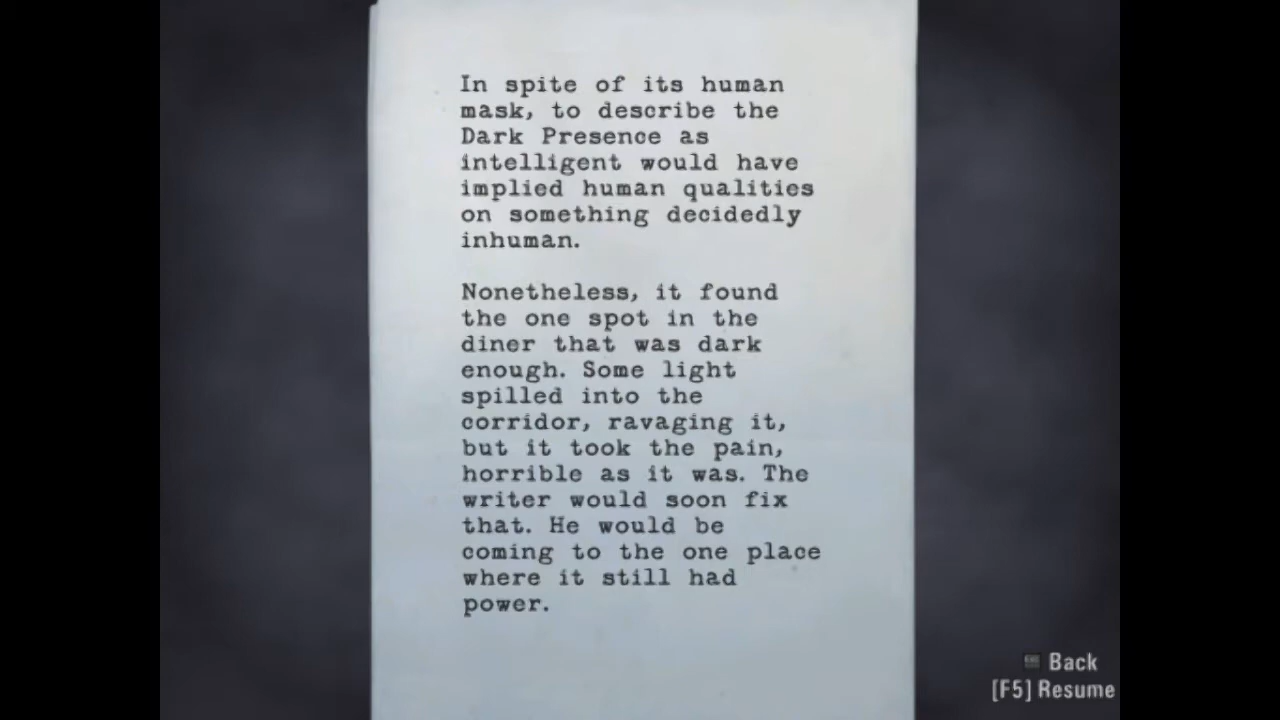 In spite of its human
mask, to describe the
Dark Presence as
intelligent would have
implied human qualities
on something decidedly
inhuman.
Nonetheless, it found
the one spot in the
diner that was dark
enough. Some light
spilled into the
corridor, ravaging it,
but it took the pain,
horrible as it was. The
writer would soon fix
that. He would be
coming to the one place
where it still had
power.
Back
[F5] Resume